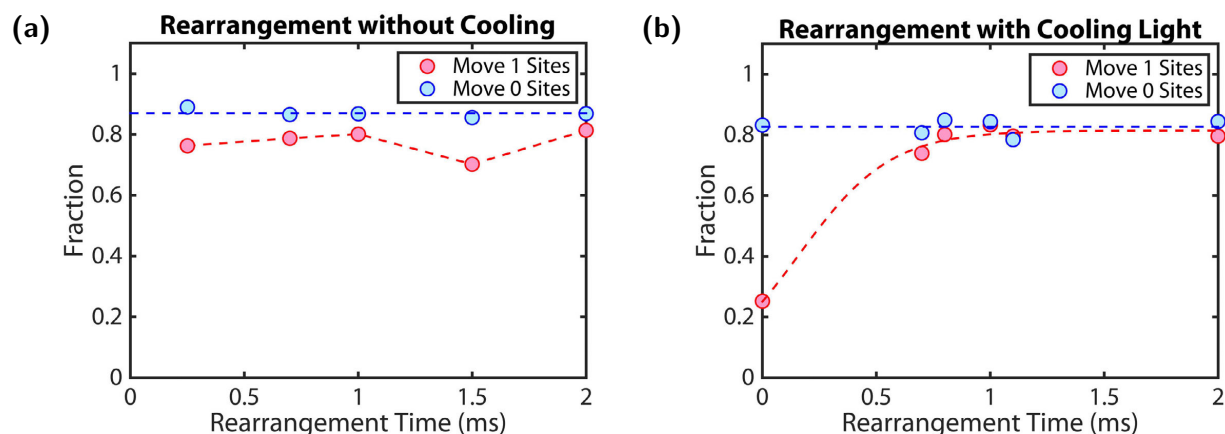 (a)
Rearrangement without Cooling
Move 1 Sites
Move 0 Sites
1
0.8
0.6
0.4
0.2
0
Fraction
0
0.5
1
1.5
2
Rearrangement Time (ms)
(b)
Rearrangement with Cooling Light
Move 1 Sites
Move 0 Sites
1
0.8
0.6
0.4
0.2
0
Fraction
0
0.5
1
1.5
2
Rearrangement Time (ms)